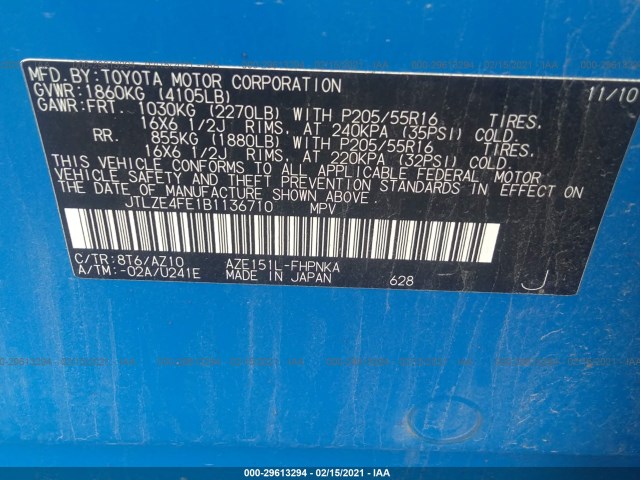 MFD.BY:TOYOTA MOTOR CORPORATION 11/10
GVWR:1860KG (4105LB)
GAWR:FRT. 1030KG (2270LB) WITH P205/55R16 TIRES,
16X6 1/2J RIMS, AT 240KPA (35PSI) COLD.
RR. 855KG (1880LB) WITH P205/55R16 TIRES,
16X6 1/2J RIMS, AT 220KPA (32PSI) COLD.
THIS VEHICLE CONFORMS TO ALL APPLICABLE FEDERAL MOTOR
VEHICLE SAFETY AND THEFT PREVENTION STANDARDS IN EFFECT ON
THE DATE OF MANUFACTURE SHOWN ABOVE.
JTLZE4FE1B1136710 MPV
C/TR:8T6/AZ10 AZE151L-FHPNKA
A/TM:-02A/U241E MADE IN JAPAN 628 J
000-29613294 - 02/15/2021 - IAA